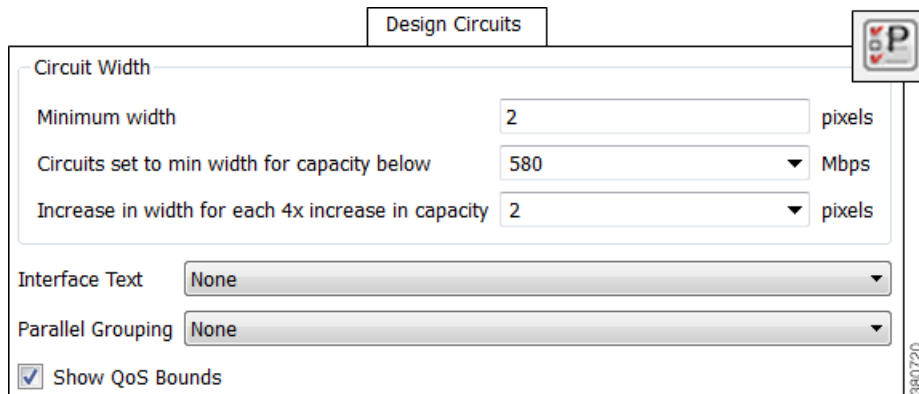 Design Circuits
P
Circuit Width
Minimum width 2 pixels
Circuits set to min width for capacity below 580 Mbps
Increase in width for each 4x increase in capacity 2 pixels
Interface Text None
Parallel Grouping None
Show QoS Bounds
380720